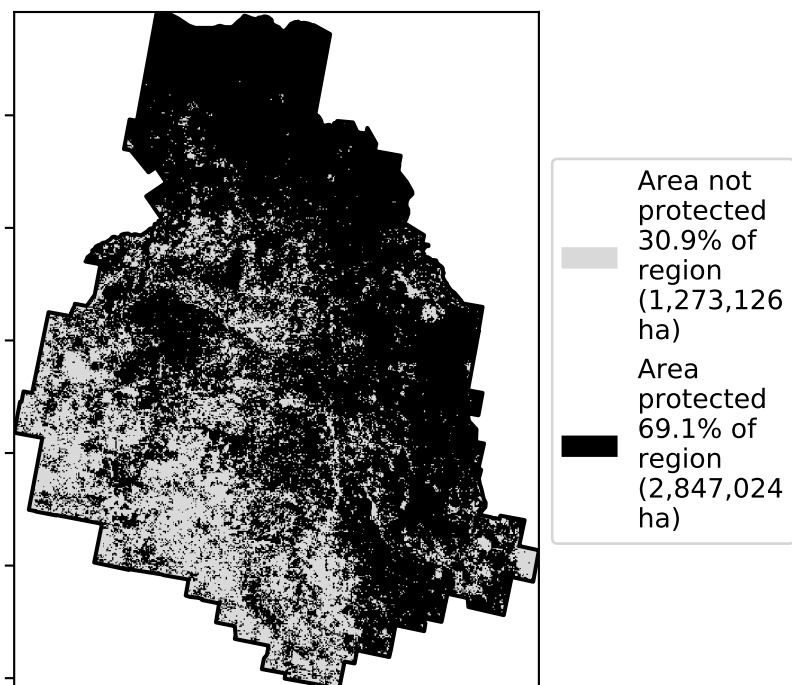 Area not
protected
30.9% of
region
(1,273,126
ha)
Area
protected
69.1% of
region
(2,847,024
ha)